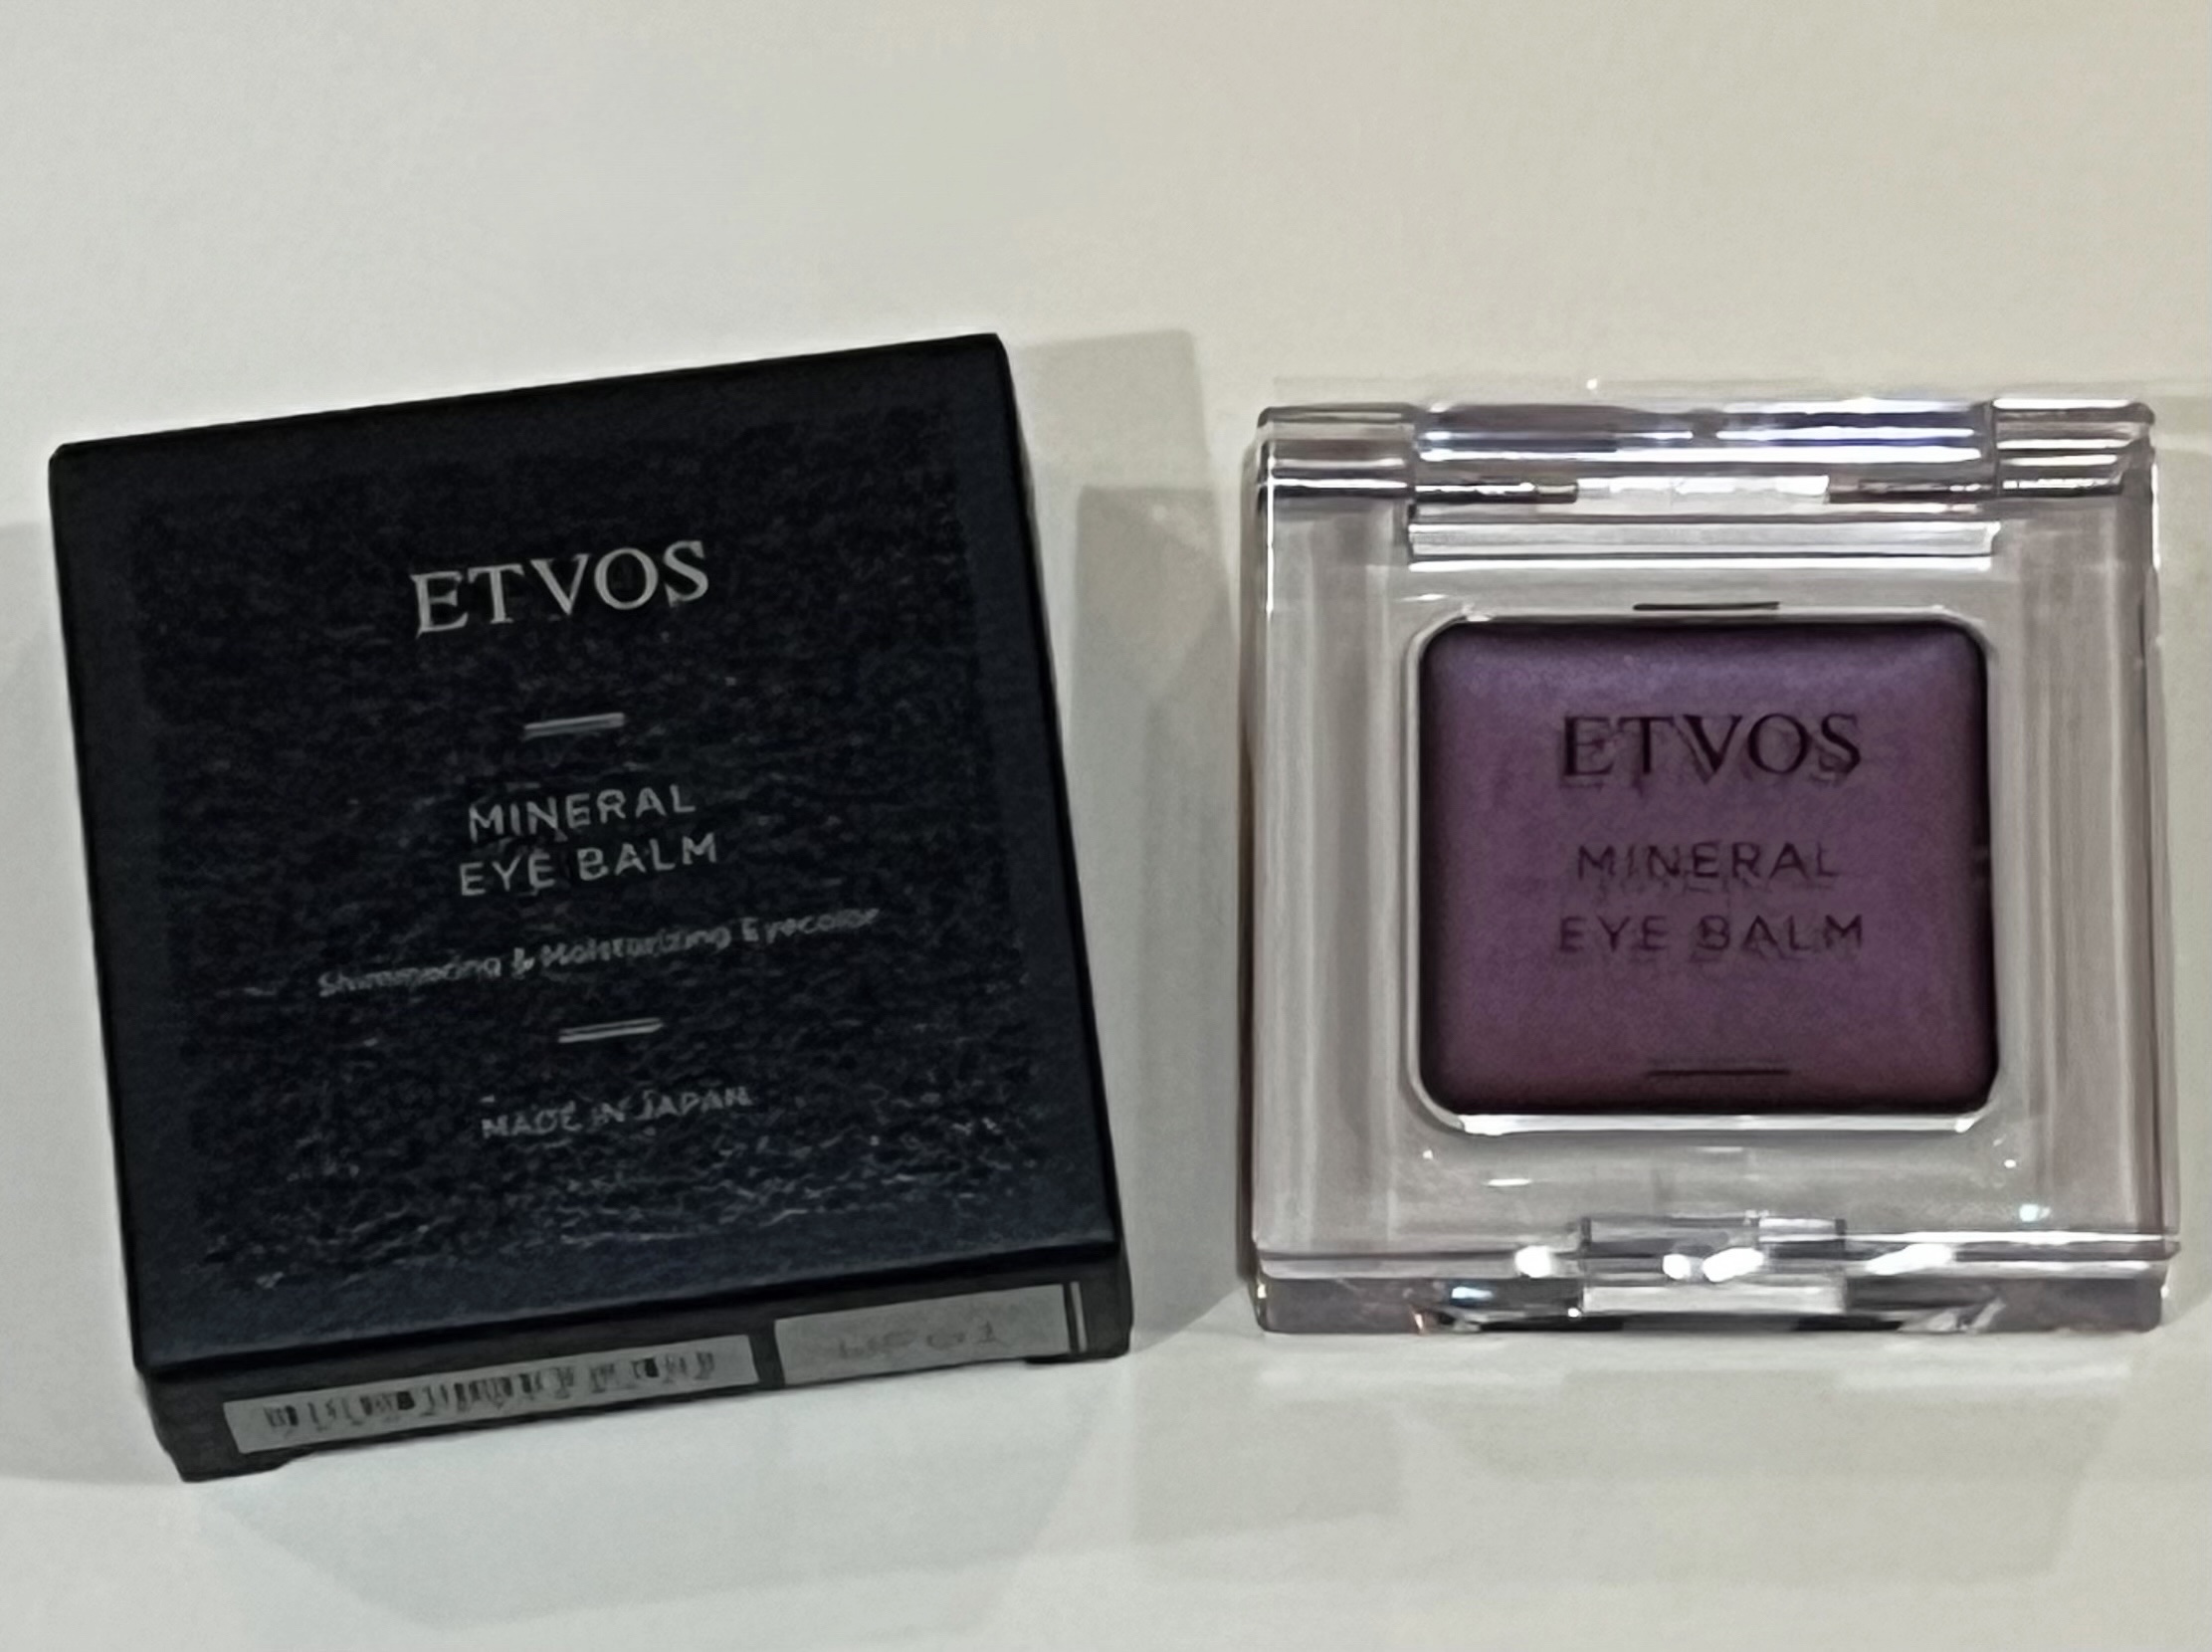 ETVOS
MINERAL
EYE BALM
Shimmering & Moisturizing Eyecolor
MADE IN JAPAN
ETVOS
MINERAL
EYE BALM